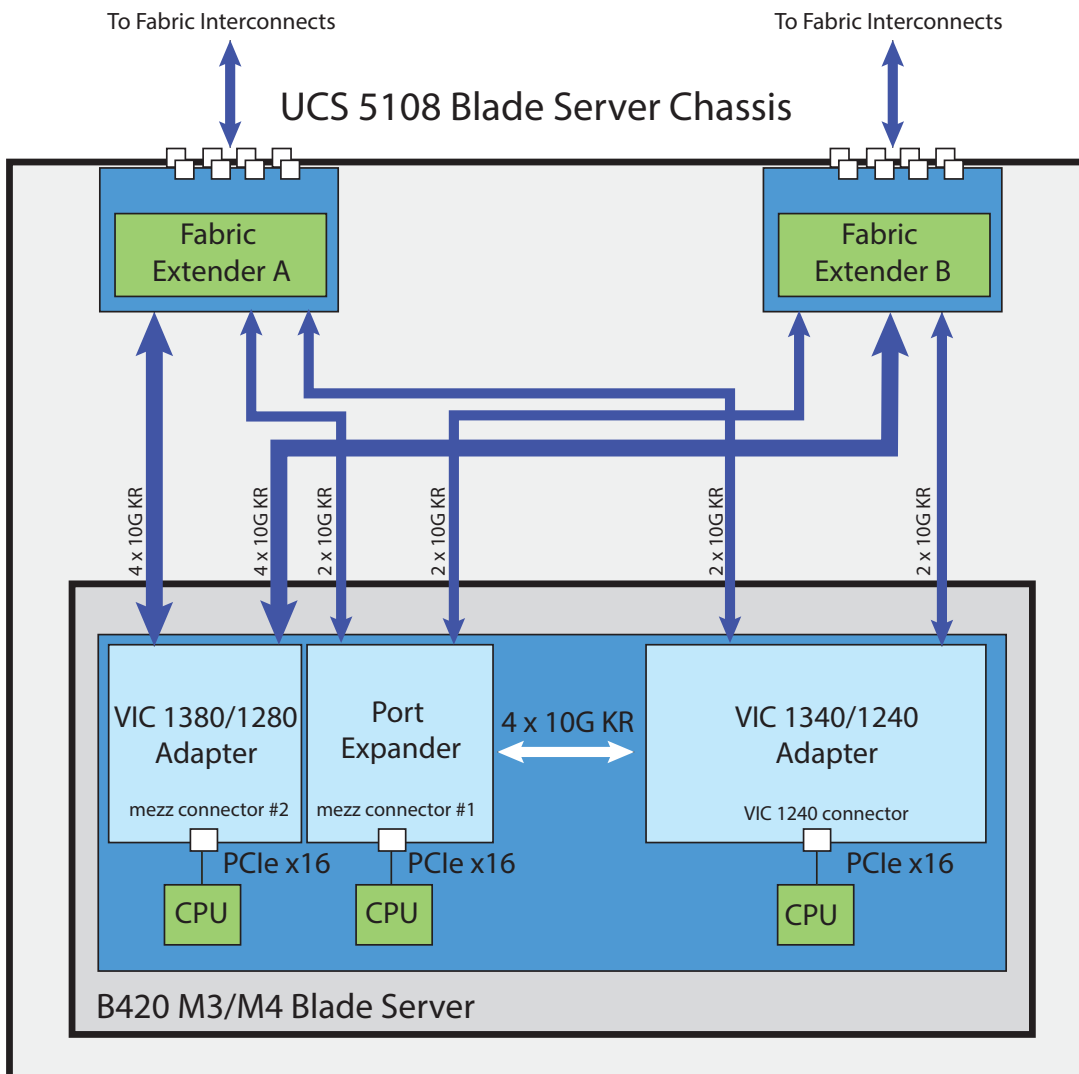 To Fabric Interconnects
To Fabric Interconnects
UCS 5108 Blade Server Chassis
Fabric
Extender A
Fabric
Extender B
4 x 10G KR
4 x 10G KR
2 x 10G KR
2 x 10G KR
2 x 10G KR
2 x 10G KR
VIC 1380/1280
Adapter
mezz connector #2
Port
Expander
mezz connector #1
4 x 10G KR
VIC 1340/1240
Adapter
VIC 1240 connector
PCIe x16
PCIe x16
PCIe x16
CPU
CPU
CPU
B420 M3/M4 Blade Server